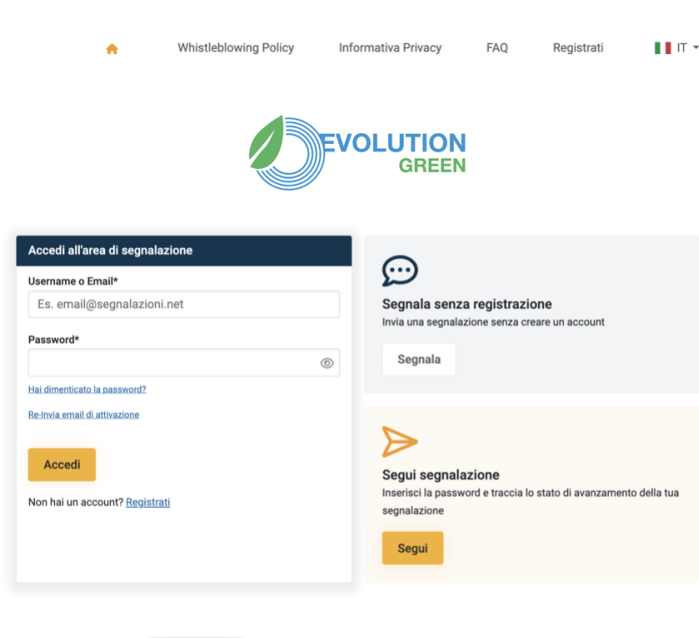 Whistleblowing Policy
Informativa Privacy
FAQ
Registrati
IT
EVOLUTION
GREEN
Accedi all'area di segnalazione
Username o Email*
Es. email@segnalazioni.net
Password*
Hai dimenticato la password?
Re-Invia email di attivazione
Accedi
Non hai un account? Registrati
Segnala senza registrazione
Invia una segnalazione senza creare un account
Segnala
Segui segnalazione
Inserisci la password e traccia lo stato di avanzamento della tua
segnalazione
Segui